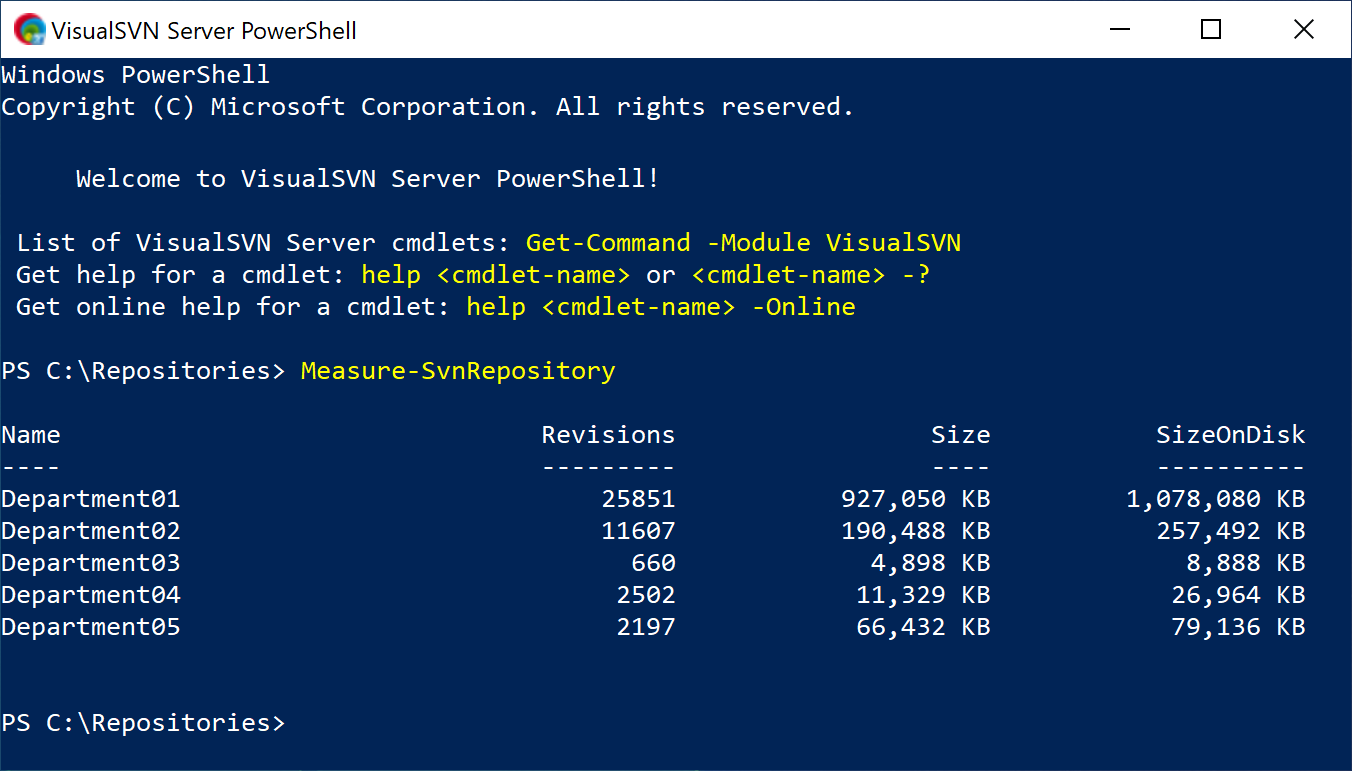 VisualSVN Server PowerShell
Windows PowerShell
Copyright (C) Microsoft Corporation. All rights reserved.
Welcome to VisualSVN Server PowerShell!
List of VisualSVN Server cmdlets: Get-Command -Module VisualSVN
Get help for a cmdlet: help <cmdlet-name> or <cmdlet-name> -?
Get online help for a cmdlet: help <cmdlet-name> -Online
PS C:\Repositories> Measure-SvnRepository
Name Revisions Size SizeOnDisk
---- --------- ---- ----------
Department01 25851 927,050 KB 1,078,080 KB
Department02 11607 190,488 KB 257,492 KB
Department03 660 4,898 KB 8,888 KB
Department04 2502 11,329 KB 26,964 KB
Department05 2197 66,432 KB 79,136 KB
PS C:\Repositories>